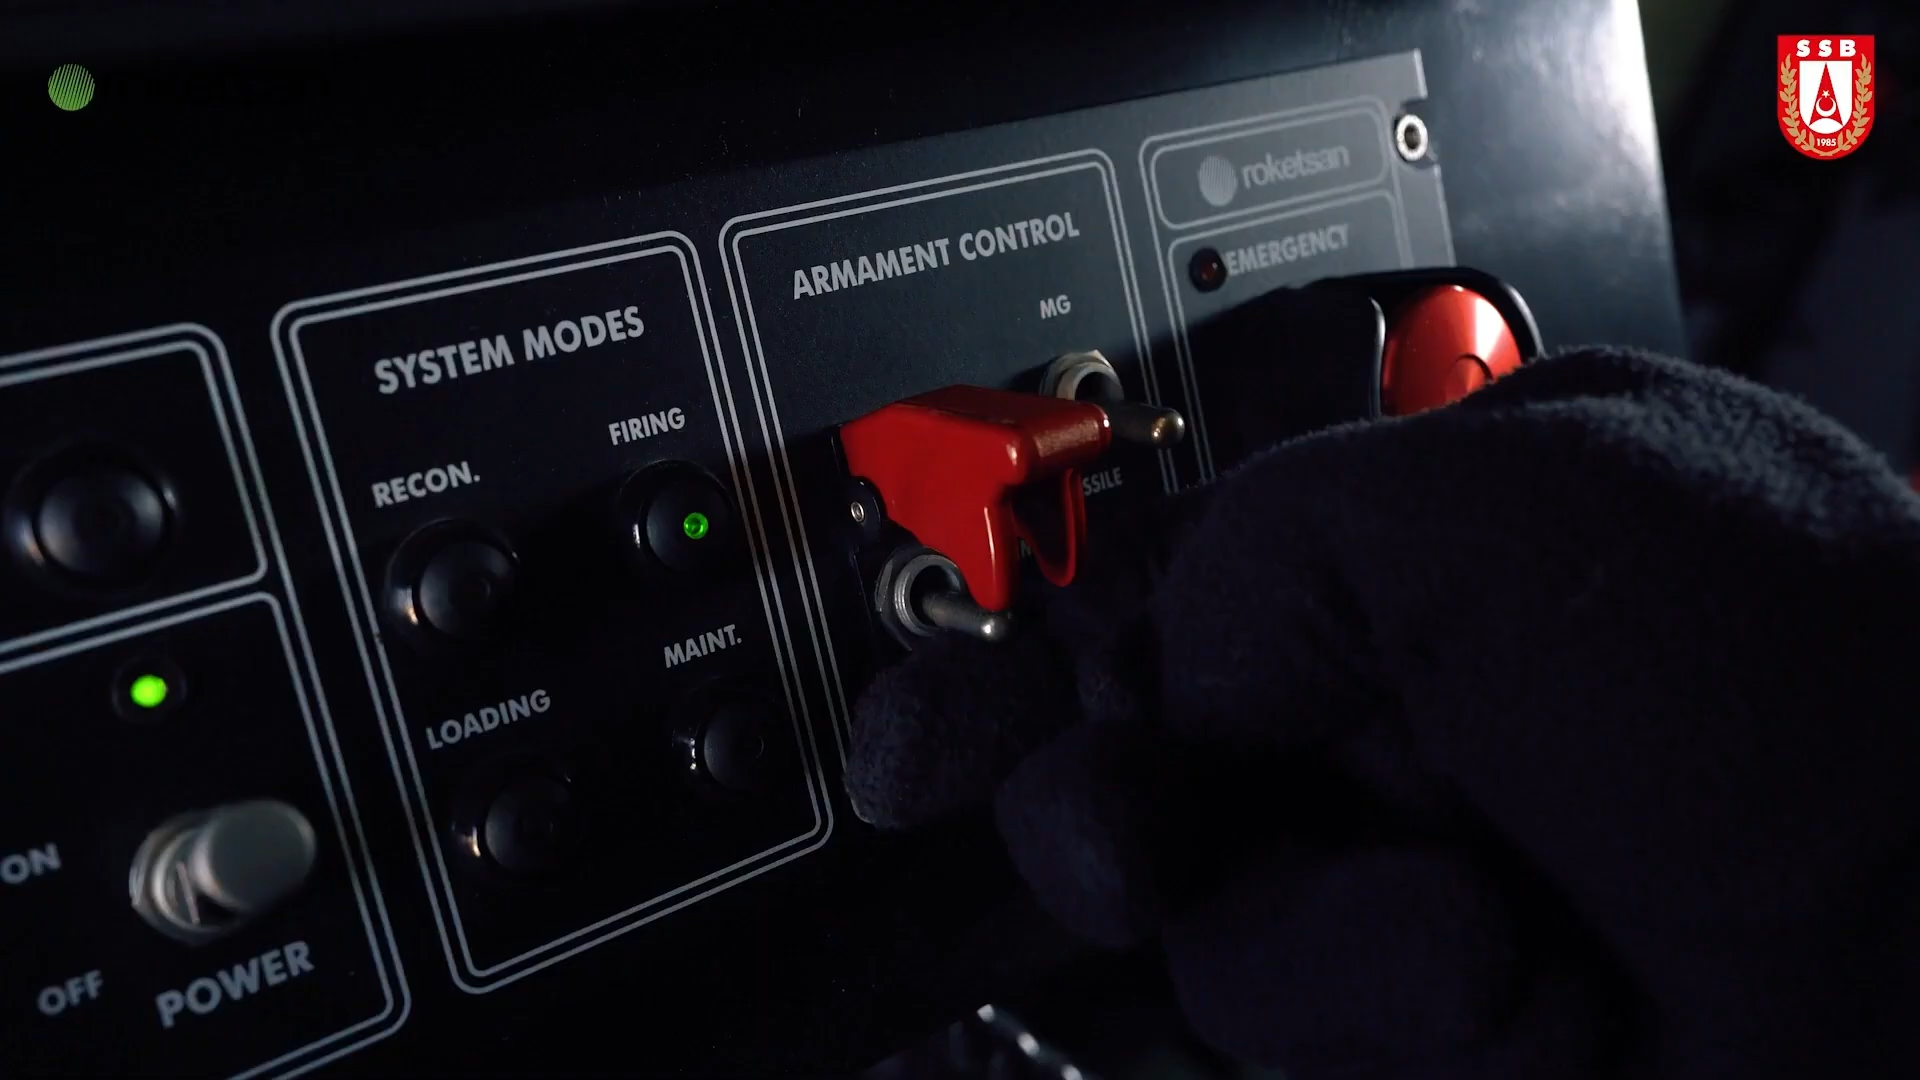 SSB
1985
roketsan
EMERGENCY
ARMAMENT CONTROL
MG
SYSTEM MODES
FIRING
RECON.
MAINT.
LOADING
ON
OFF
POWER